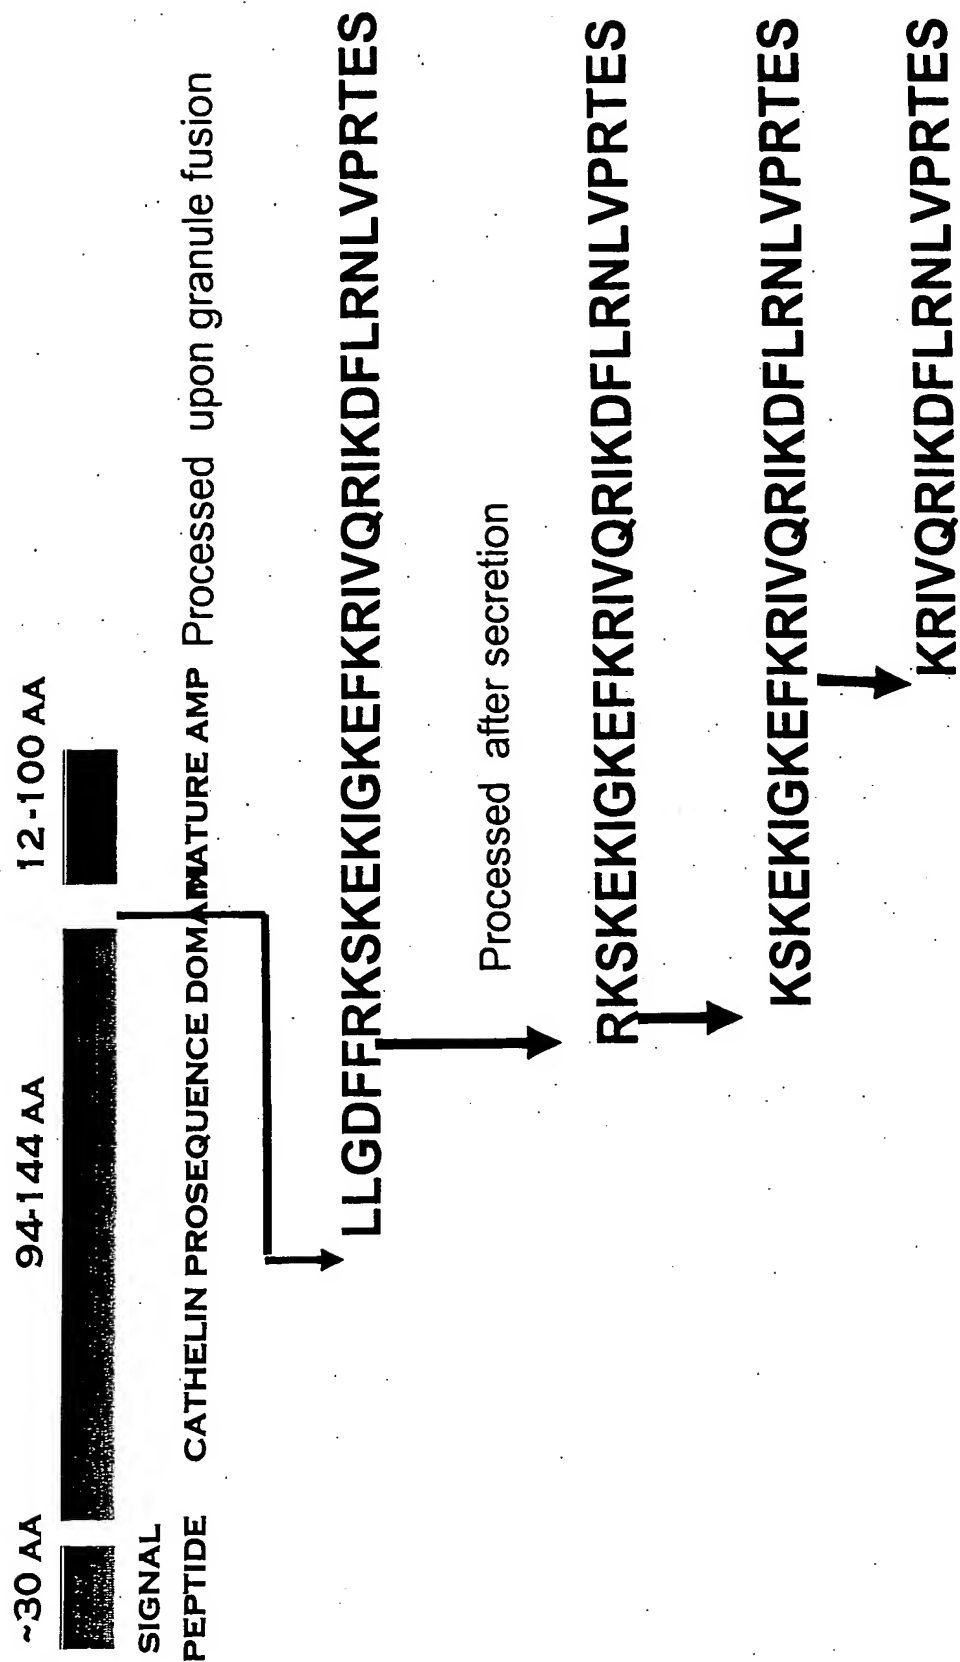 ~30 AA 94-144 AA 12-100 AA
SIGNAL
PEPTIDE CATHELIN PROSEQUENCE DOMAIN MATURE AMP Processed upon granule fusion
LLGDFFRKSKEKIGKEFKRIVQRIKDFLRNLVPRTES
Processed after secretion
RKSKEKIGKEFKRIVQRIKDFLRNLVPRTES
KSKEKIGKEFKRIVQRIKDFLRNLVPRTES
KRIVQRIKDFLRNLVPRTES